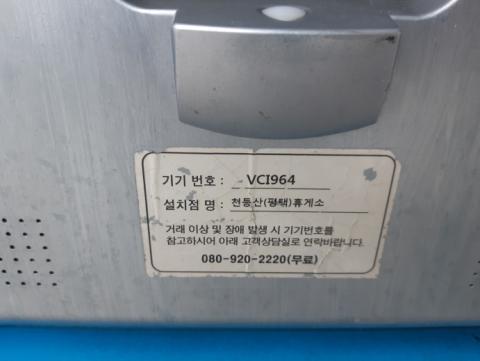 기기 번호 : VCI964
설치점 명 : 천등산(평택)휴게소
거래 이상 및 장애 발생 시 기기번호를
참고하시어 아래 고객상담실로 연락바랍니다.
080-920-2220(무료)